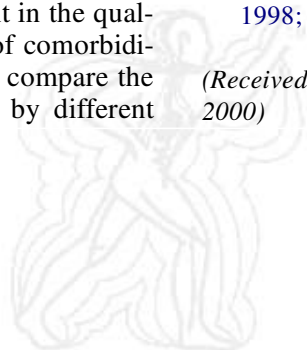 t in the qual-
of comorbidi-
compare the
by different
1998;
(Received
2000)